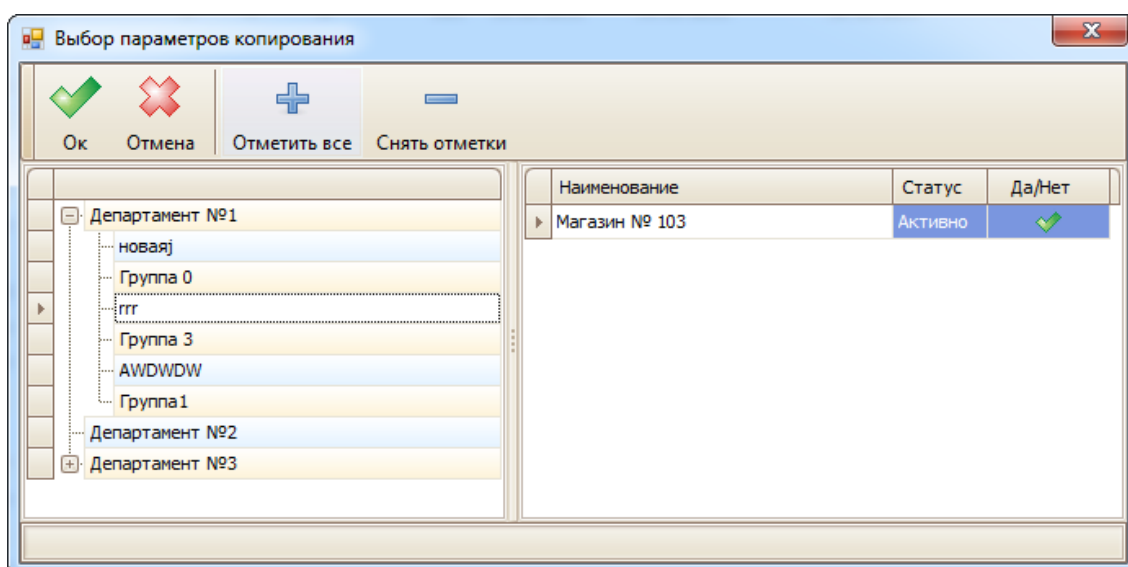 Выбор параметров копирования
Ок Отмена Отметить все Снять отметки
Наименование Статус Да/Нет
Департамент №1
Магазин № 103 Активно
новаяj
Группа 0
rrr
Группа 3
AWDWDW
Группа1
Департамент №2
Департамент №3